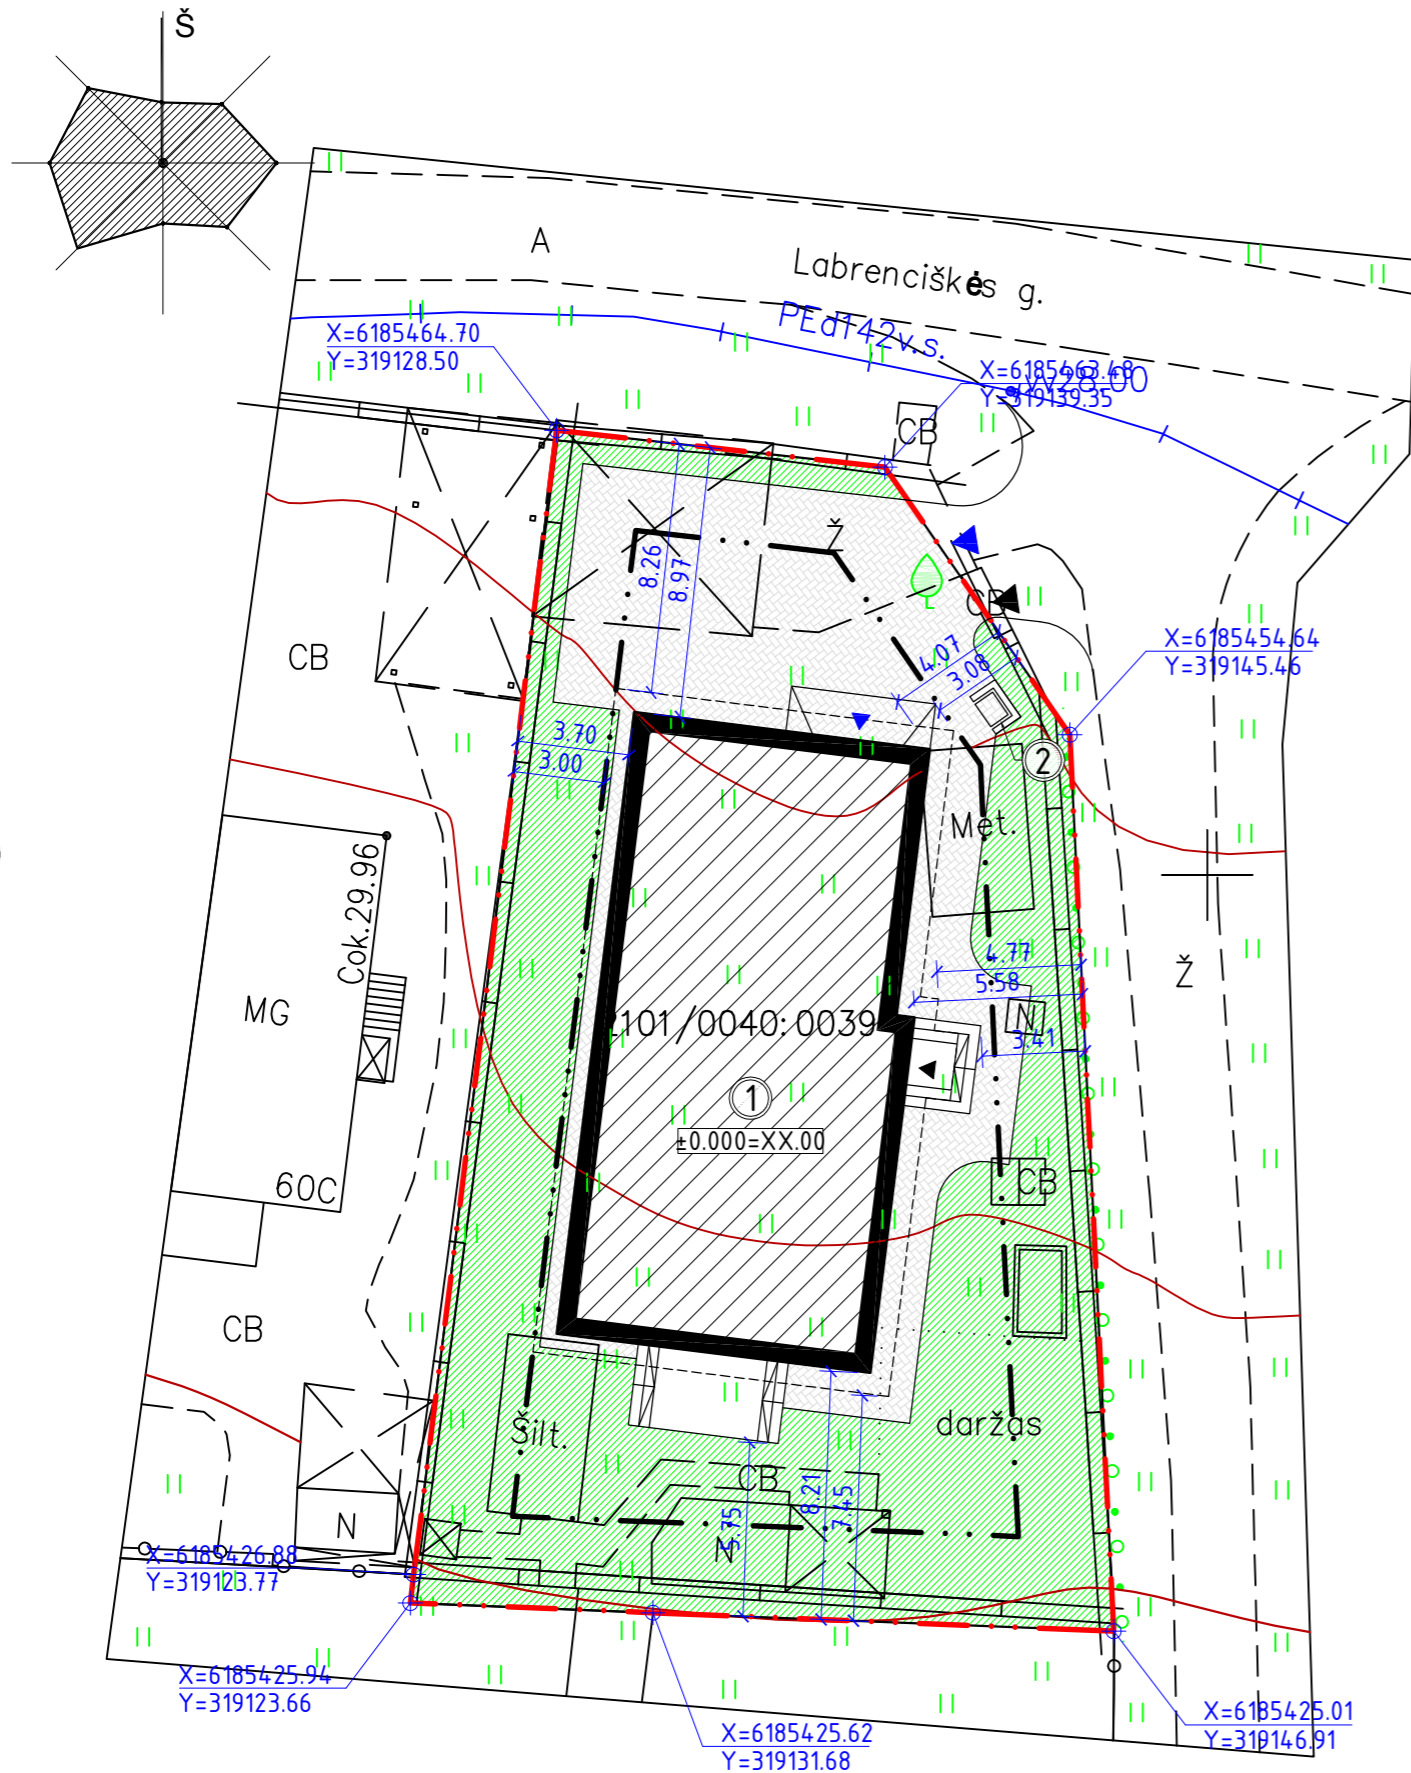 Š
A
Labrenciškės g.
PEd142v.s.
X=6185464.70
Y=319128.50
X=6185463.48
Y=319139.35
CB
Ž
8.26
8.97
CB
CB
4.07
3.08
X=6185454.64
Y=319145.46
3.70
3.00
2
Met.
Cok.29.96
MG
4.77
5.58
Ž
N
3.41
101/0040:0039
1
±0.000=XX.00
60C
CB
CB
Šilt.
daržas
CB
8.21
7.45
5.75
N
N
X=6185426.88
Y=319123.77
X=6185425.94
Y=319123.66
X=6185425.62
Y=319131.68
X=6185425.01
Y=319146.91